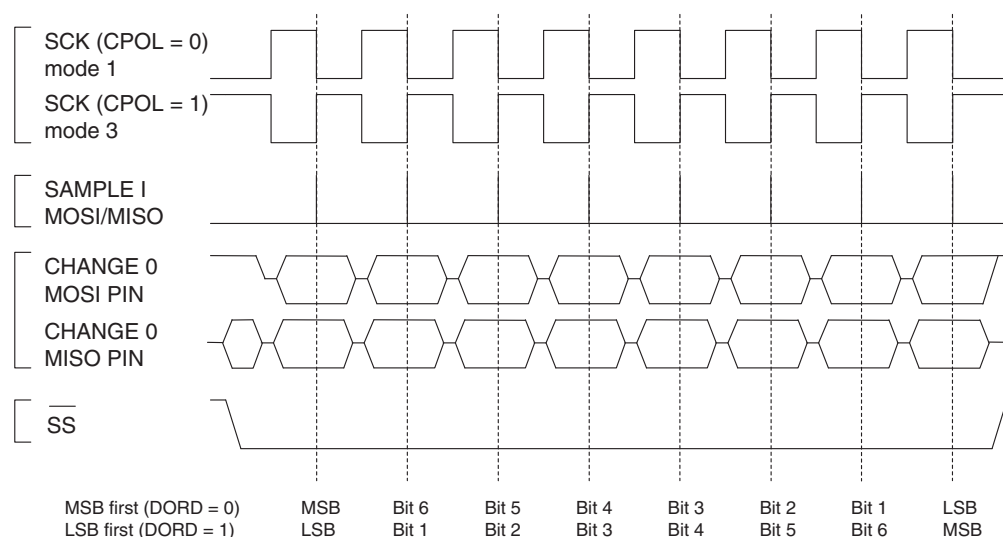 SCK (CPOL = 0)
mode 1
SCK (CPOL = 1)
mode 3
SAMPLE I
MOSI/MISO
CHANGE 0
MOSI PIN
CHANGE 0
MISO PIN
SS
MSB first (DORD = 0) MSB Bit 6 Bit 5 Bit 4 Bit 3 Bit 2 Bit 1 LSB
LSB first (DORD = 1) LSB Bit 1 Bit 2 Bit 3 Bit 4 Bit 5 Bit 6 MSB